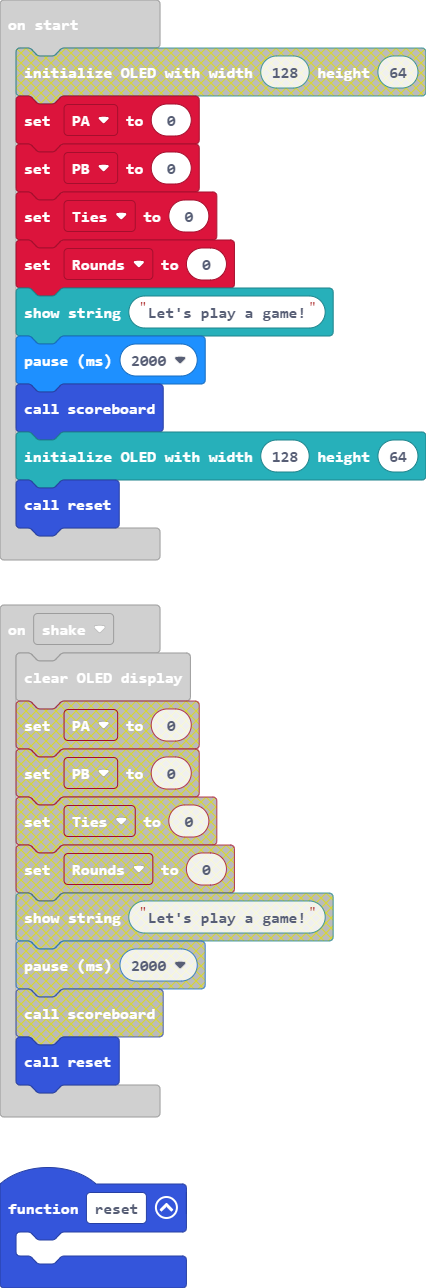 on start
initialize OLED with width 128 height 64
set PA to 0
set PB to 0
set Ties to 0
set Rounds to 0
show string "Let's play a game!"
pause (ms) 2000
call scoreboard
initialize OLED with width 128 height 64
call reset
on shake
clear OLED display
set PA to 0
set PB to 0
set Ties to 0
set Rounds to 0
show string "Let's play a game!"
pause (ms) 2000
call scoreboard
call reset
function reset